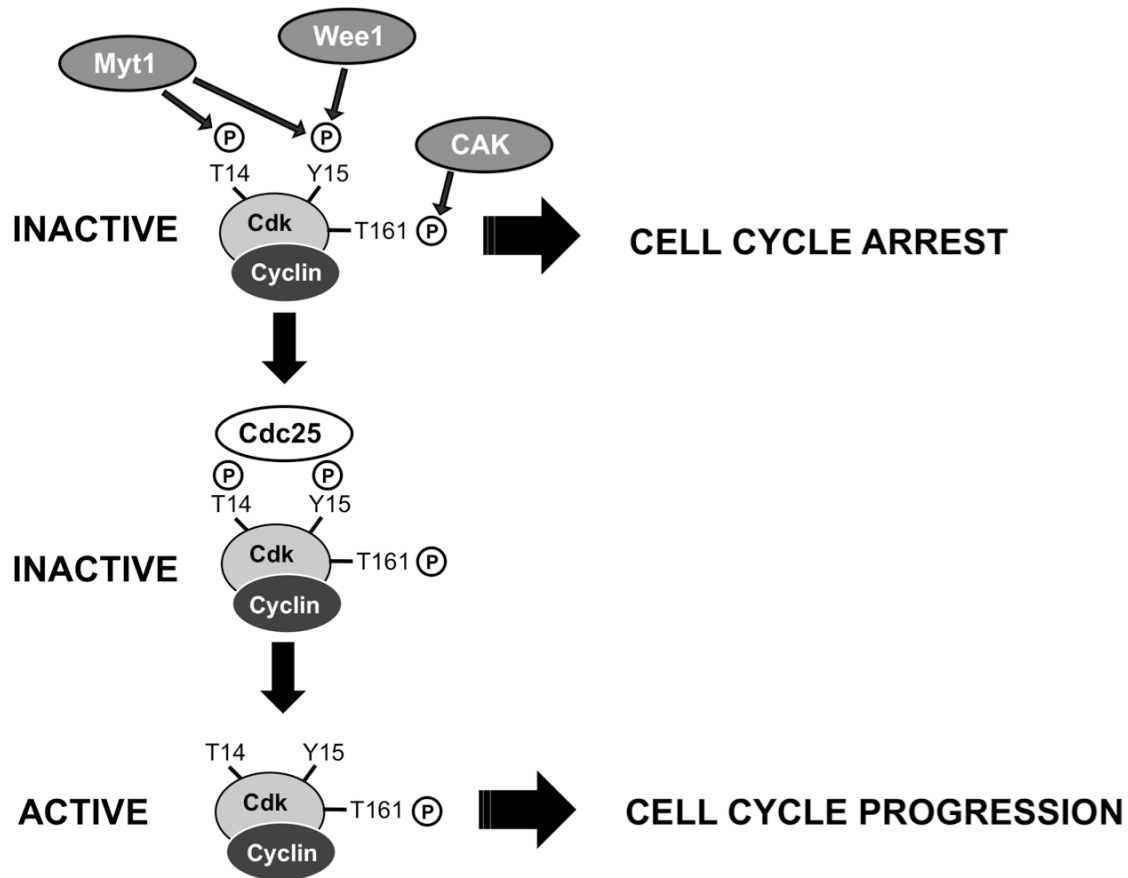 Wee1
Myt1
P P
CAK
T14 Y15
INACTIVE Cdk T161 P CELL CYCLE ARREST
Cyclin
Cdc25
P P
T14 Y15
Cdk T161 P
INACTIVE
Cyclin
T14 Y15
ACTIVE Cdk T161 P CELL CYCLE PROGRESSION
Cyclin